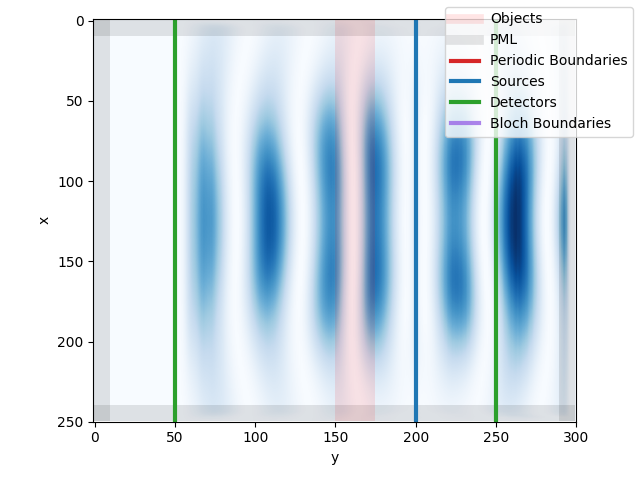 Objects
PML
Periodic Boundaries
Sources
Detectors
Bloch Boundaries
0
50
100
150
200
250
x
0 50 100 150 200 250 300
y